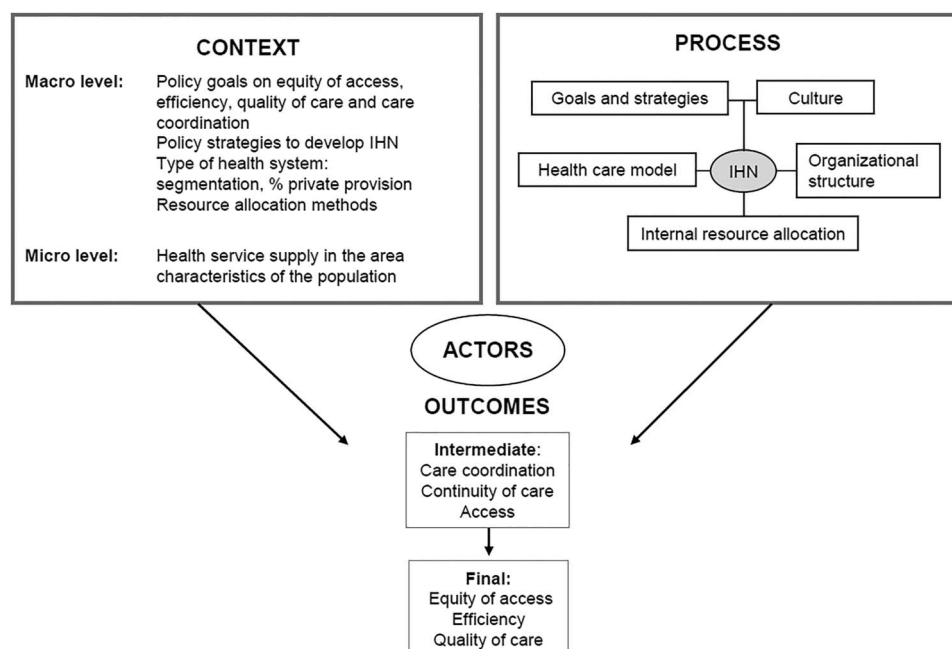 CONTEXT
Macro level: Policy goals on equity of access,
efficiency, quality of care and care
coordination
Policy strategies to develop IHN
Type of health system:
segmentation, % private provision
Resource allocation methods
Micro level: Health service supply in the area
characteristics of the population
PROCESS
Goals and strategies
Culture
Health care model
IHN
Organizational
structure
Internal resource allocation
ACTORS
OUTCOMES
Intermediate:
Care coordination
Continuity of care
Access
Final:
Equity of access
Efficiency
Quality of care